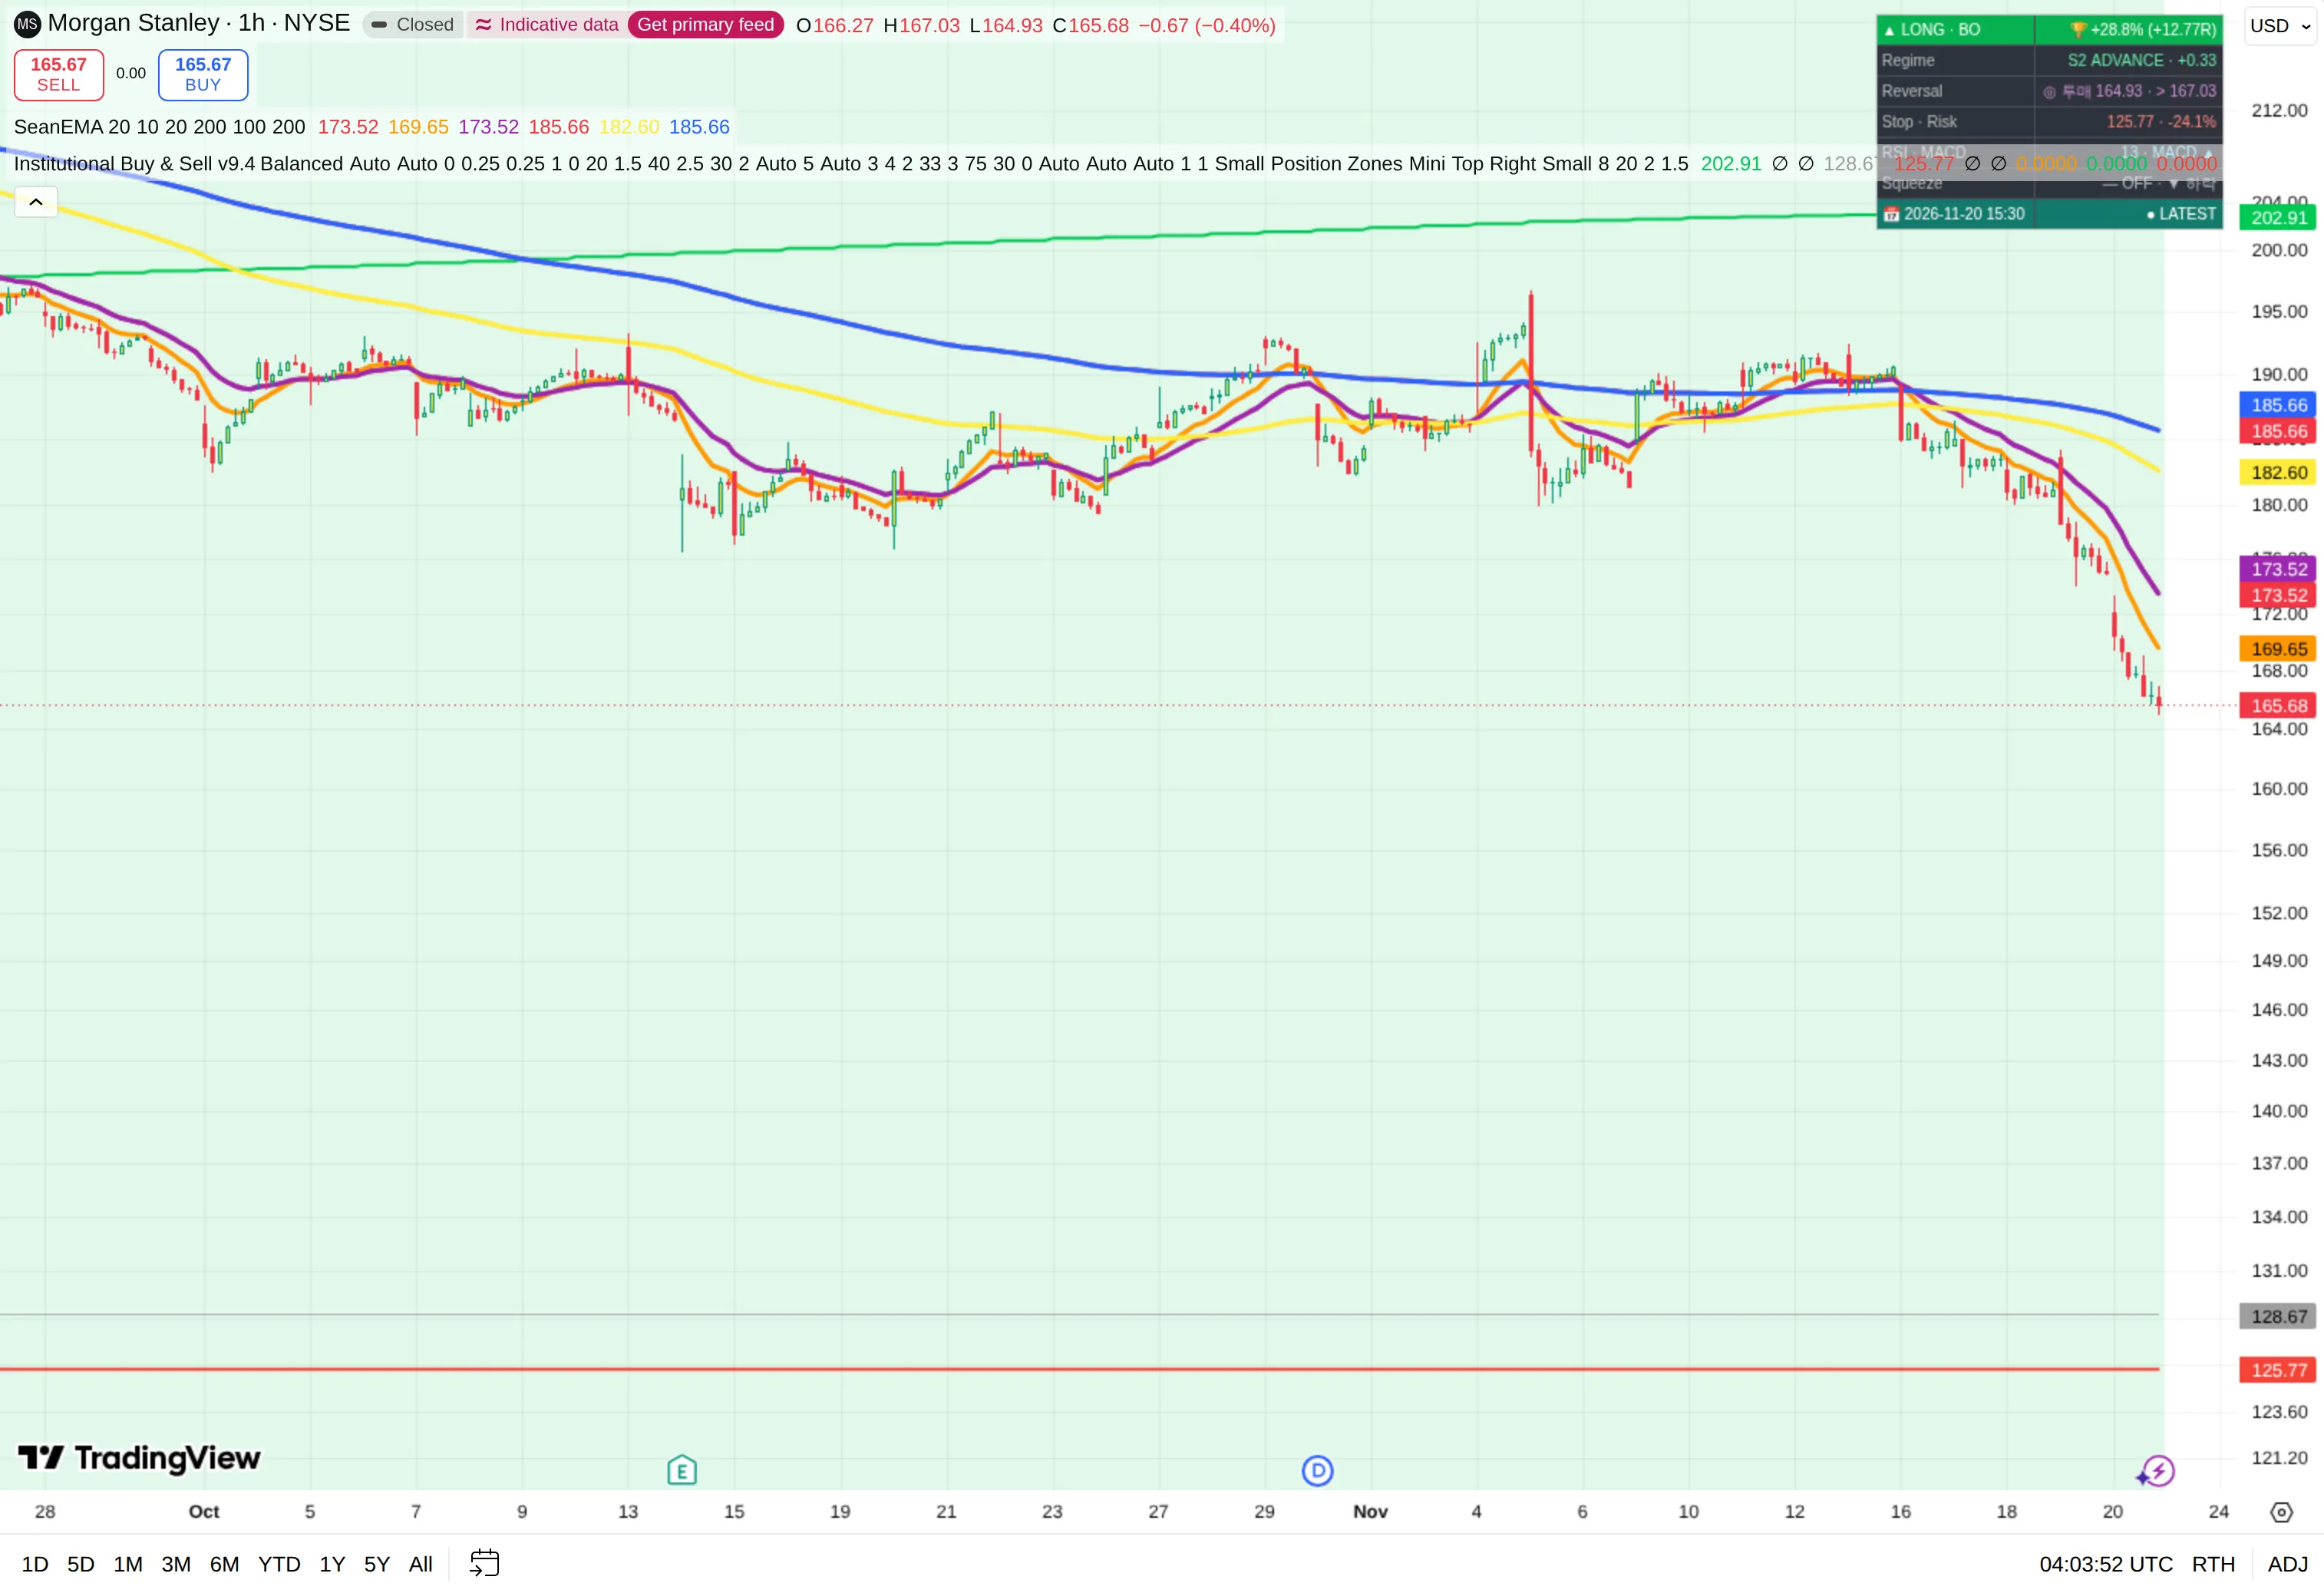 MS Morgan Stanley · 1h · NYSE Closed Indicative data Get primary feed O166.27 H167.03 L164.93 C165.68 −0.67 (−0.40%)
165.67 SELL 0.00 165.67 BUY
SeanEMA 20 10 20 200 100 200 173.52 169.65 173.52 185.66 182.60 185.66
Institutional Buy & Sell v9.4 Balanced Auto Auto 0 0.25 0.25 1 0 20 1.5 40 2.5 30 2 Auto 5 Auto 3 4 2 33 3 75 30 0 Auto Auto Auto 1 1 Small Position Zones Mini Top Right Small 8 20 2 1.5 202.91 ∅ ∅ 128.67 125.77 ∅ ∅ 0.0000 0.0000 0.0000
▲ LONG · BO 🏆 +28.8% (+12.77R)
Regime S2 ADVANCE · +0.33
Reversal ◎ 투매 164.93 · > 167.03
Stop · Risk 125.77 · -24.1%
RSI · MACD 13 · MACD ▲
Squeeze — OFF · ▼ 하락
📅 2026-11-20 15:30 ● LATEST
USD
212.00
204.00
202.91
200.00
195.00
190.00
185.66
185.66
182.60
180.00
173.52
173.52
172.00
169.65
168.00
165.68
164.00
160.00
156.00
152.00
149.00
146.00
143.00
140.00
137.00
134.00
131.00
128.67
125.77
123.60
121.20
TradingView
E D
28 Oct 5 7 9 13 15 19 21 23 27 29 Nov 4 6 10 12 16 18 20 24
1D 5D 1M 3M 6M YTD 1Y 5Y All 04:03:52 UTC RTH ADJ